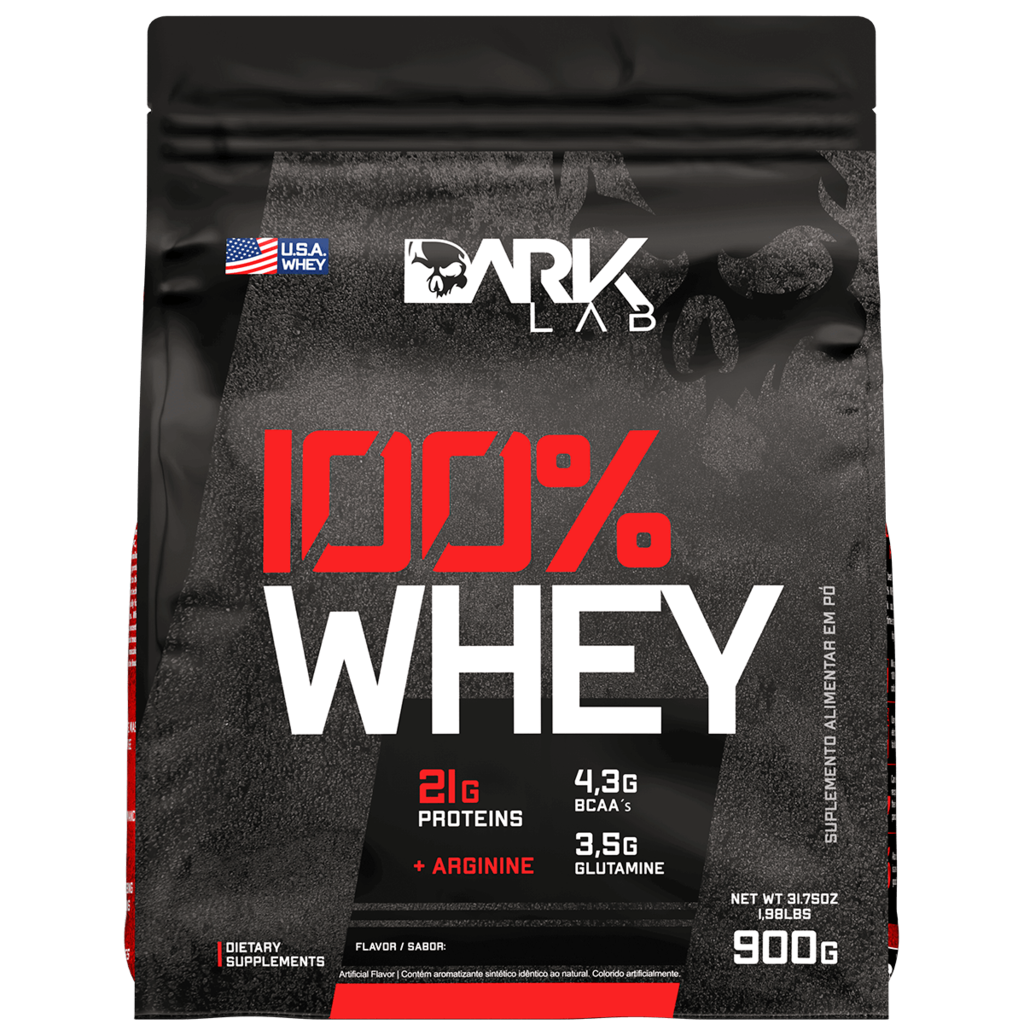 U.S.A.
WHEY
DARK
LAB
100%
WHEY
21G
PROTEINS
+ ARGININE
4,3G
BCAA´s
3,5G
GLUTAMINE
SUPLEMENTO ALIMENTAR EM PÓ
NET WT 31.75OZ
1,98LBS
900G
DIETARY
SUPPLEMENTS
FLAVOR / SABOR:
Artificial Flavor | Contém aromatizante sintético idêntico ao natural. Colorido artificialmente.